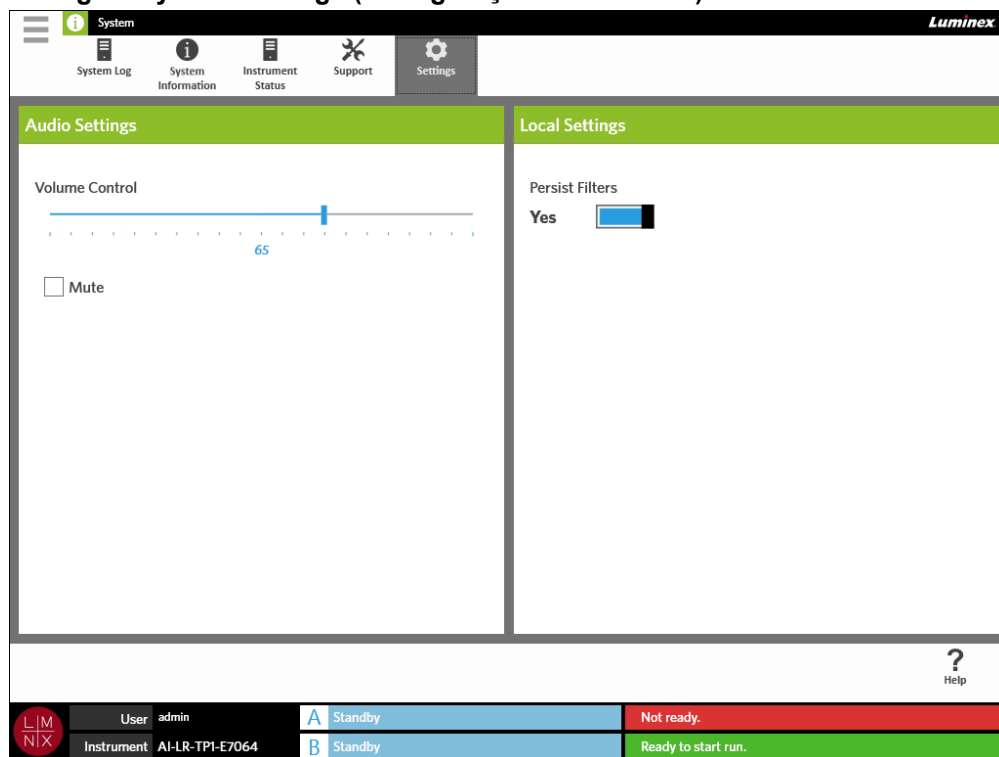 System
Luminex
System Log
System
Information
Instrument
Status
Support
Settings
Audio Settings
Local Settings
Volume Control
65
Mute
Persist Filters
Yes
?
Help
L M
N X
User admin
A Standby
Not ready.
Instrument AI-LR-TP1-E7064
B Standby
Ready to start run.